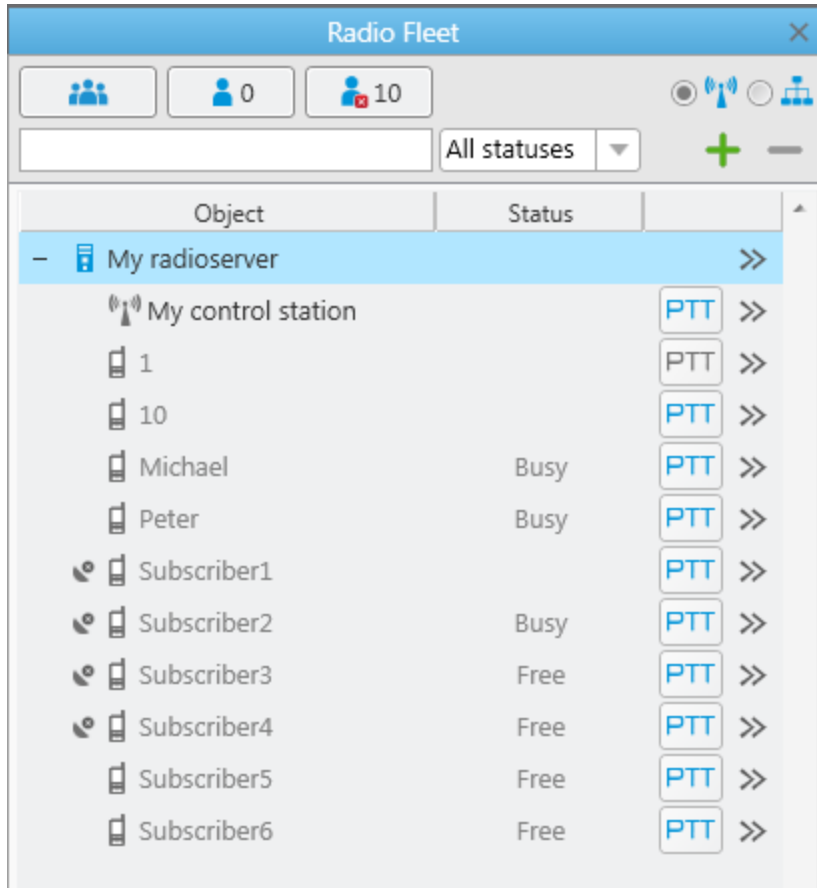 Radio Fleet
0 10
All statuses
Object Status
My radioserver
My control station PTT
1 PTT
10 PTT
Michael Busy PTT
Peter Busy PTT
Subscriber1 PTT
Subscriber2 Busy PTT
Subscriber3 Free PTT
Subscriber4 Free PTT
Subscriber5 Free PTT
Subscriber6 Free PTT